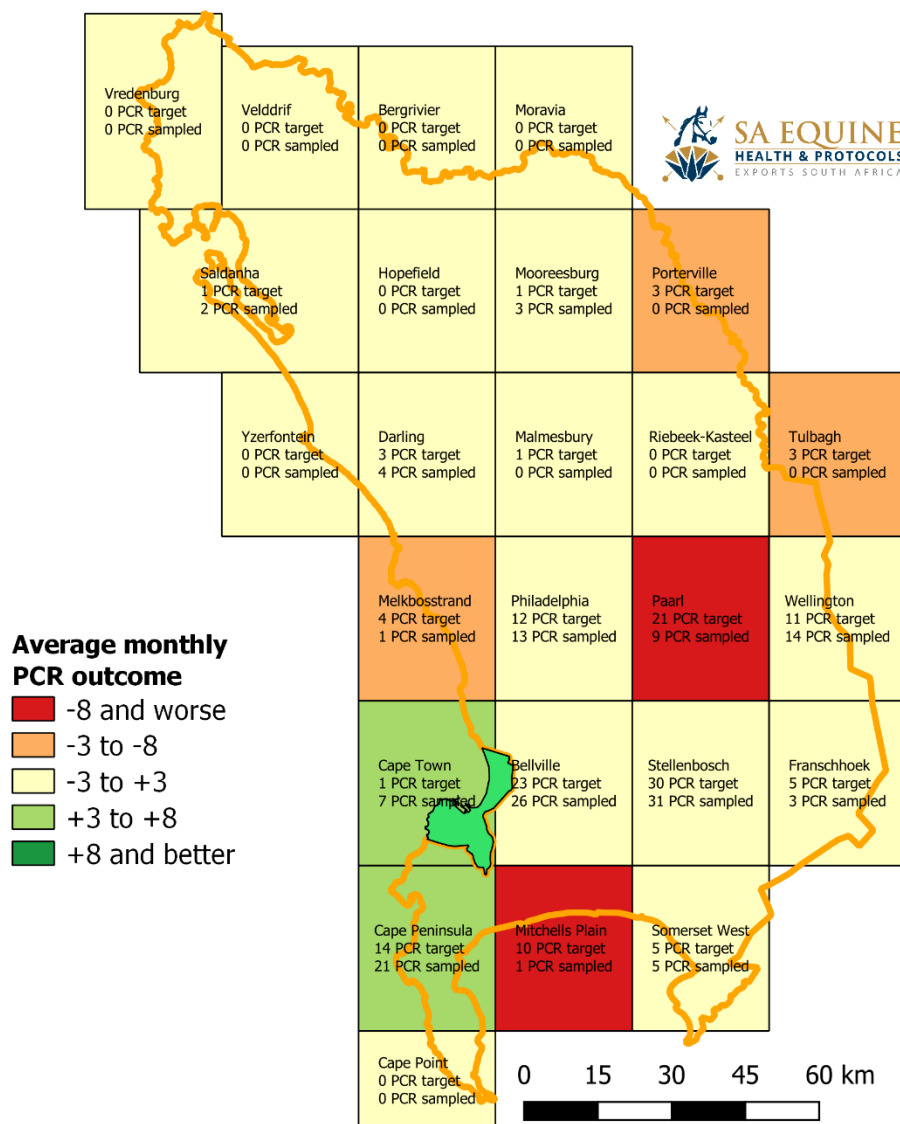 Vredenburg
0 PCR target
0 PCR sampled
Velddrif
0 PCR target
0 PCR sampled
Bergrivier
0 PCR target
0 PCR sampled
Moravia
0 PCR target
0 PCR sampled
SA EQUINE
HEALTH & PROTOCOLS
EXPORTS SOUTH AFRICA
Saldanha
1 PCR target
2 PCR sampled
Hopefield
0 PCR target
0 PCR sampled
Mooreesburg
1 PCR target
3 PCR sampled
Porterville
3 PCR target
0 PCR sampled
Yzerfontein
0 PCR target
0 PCR sampled
Darling
3 PCR target
4 PCR sampled
Malmesbury
1 PCR target
0 PCR sampled
Riebeek-Kasteel
0 PCR target
0 PCR sampled
Tulbagh
3 PCR target
0 PCR sampled
Melkbosstrand
4 PCR target
1 PCR sampled
Philadelphia
12 PCR target
13 PCR sampled
Paarl
21 PCR target
9 PCR sampled
Wellington
11 PCR target
14 PCR sampled
Average monthly
PCR outcome
-8 and worse
-3 to -8
-3 to +3
+3 to +8
+8 and better
Cape Town
1 PCR target
7 PCR sampled
Bellville
23 PCR target
26 PCR sampled
Stellenbosch
30 PCR target
31 PCR sampled
Franschhoek
5 PCR target
3 PCR sampled
Cape Peninsula
14 PCR target
21 PCR sampled
Mitchells Plain
10 PCR target
1 PCR sampled
Somerset West
5 PCR target
5 PCR sampled
Cape Point
0 PCR target
0 PCR sampled
0 15 30 45 60 km